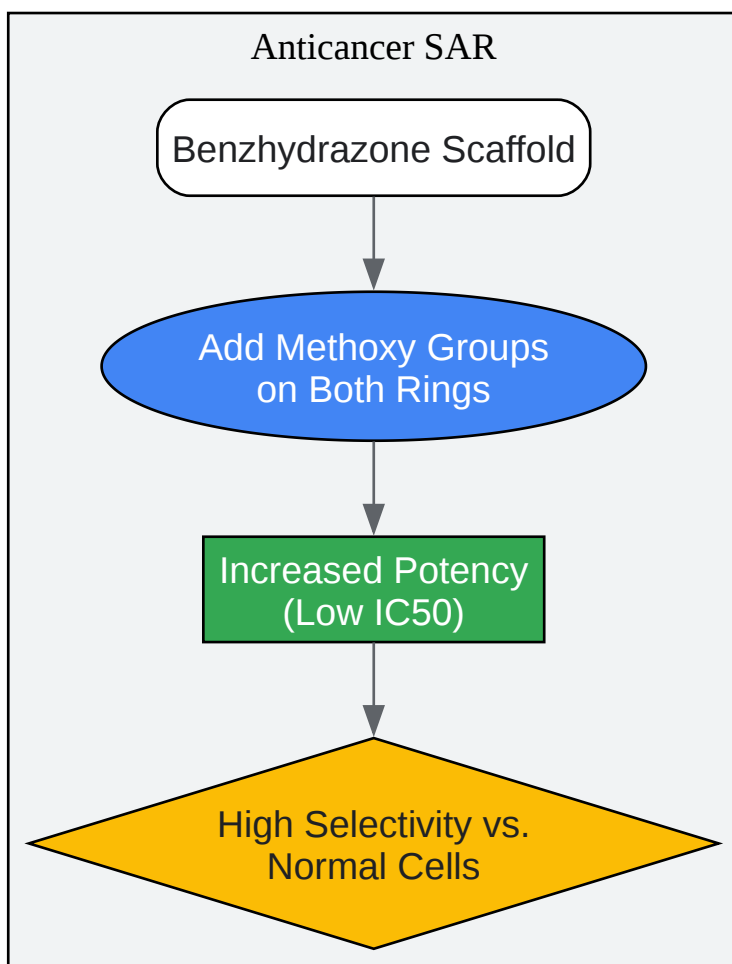 Anticancer SAR
Benzhydrazone Scaffold
Add Methoxy Groups
on Both Rings
Increased Potency
(Low IC50)
High Selectivity vs.
Normal Cells